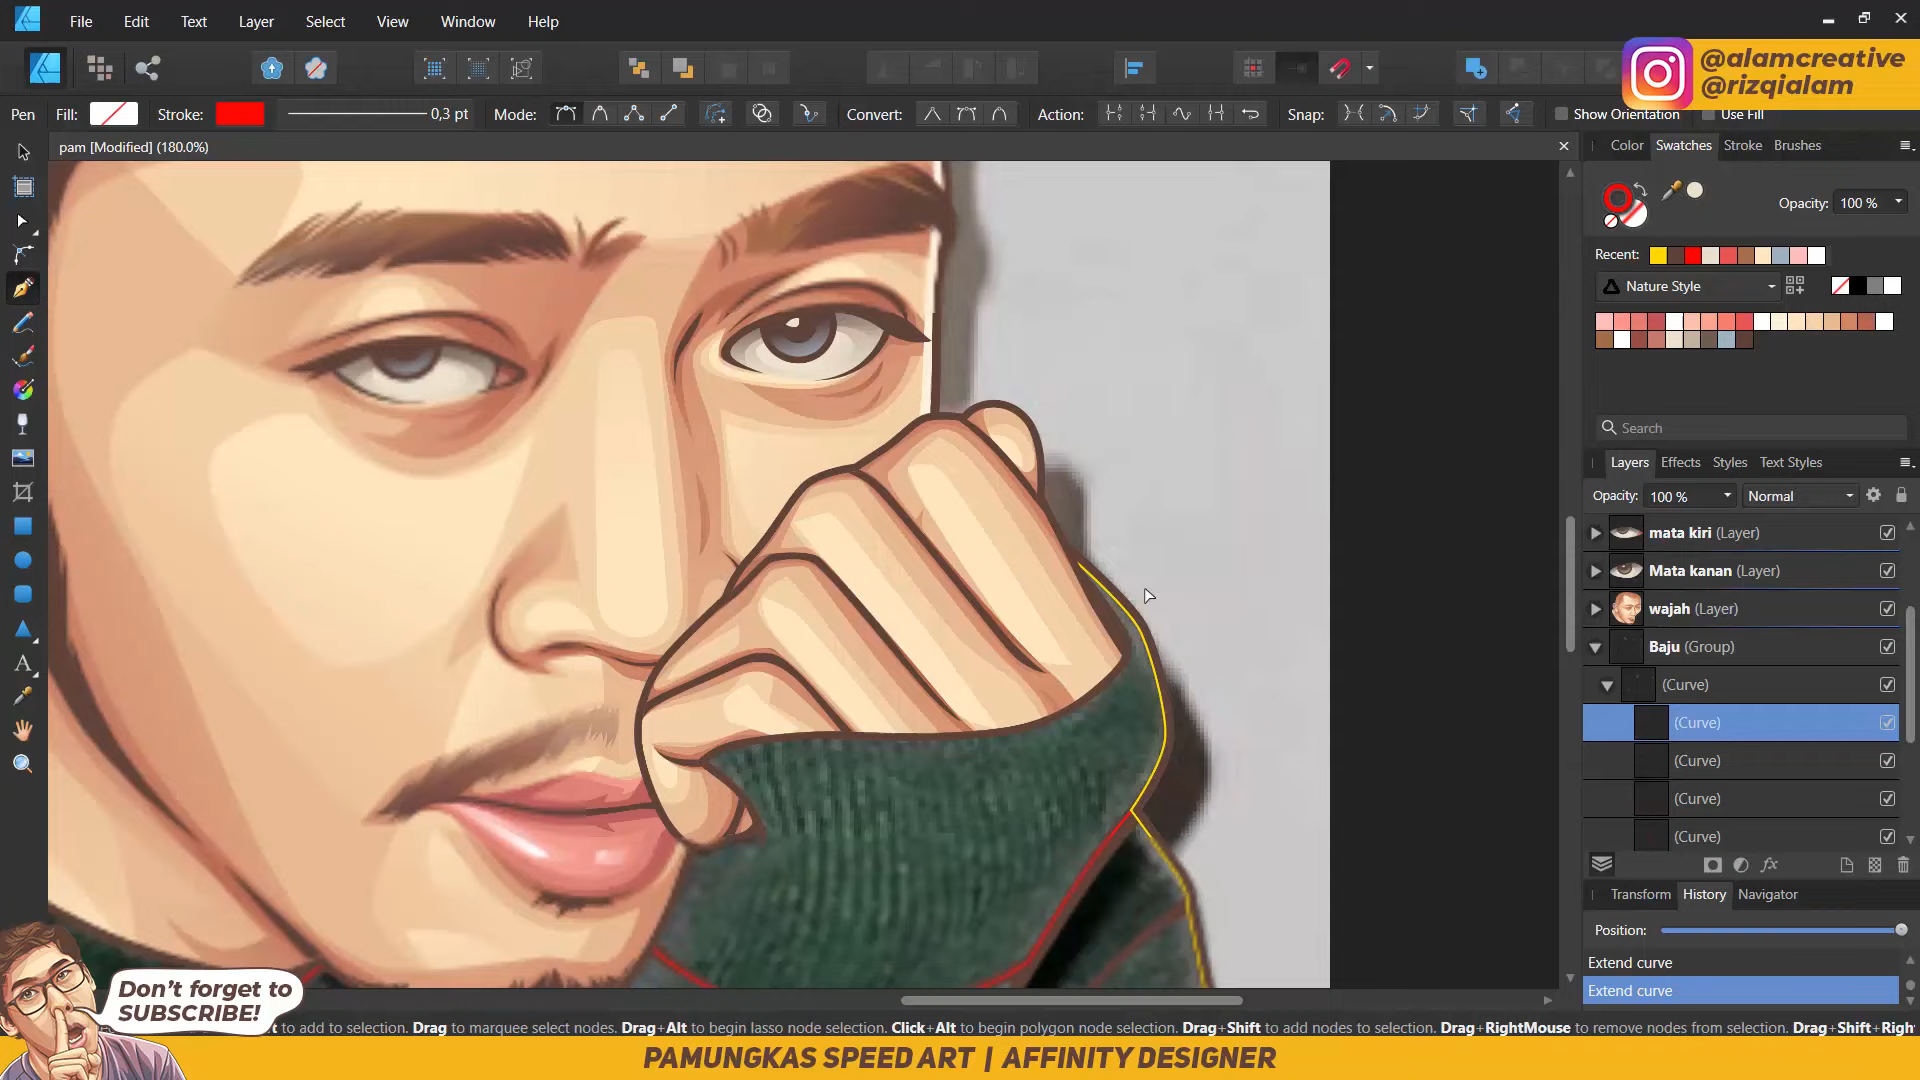 File Edit Text Layer Select View Window Help
@alamcreative
@rizqialam
Pen Fill: Stroke: 0,3 pt Mode: Convert: Action: Snap: Show Orientation Use Fill
pam [Modified] (180.0%)
Color Swatches Stroke Brushes
Opacity: 100 %
Recent:
Nature Style
Search
Layers Effects Styles Text Styles
Opacity: 100 % Normal
mata kiri (Layer)
Mata kanan (Layer)
wajah (Layer)
Baju (Group)
(Curve)
(Curve)
(Curve)
(Curve)
(Curve)
Transform History Navigator
Position:
Extend curve
Extend curve
Don't forget to
SUBSCRIBE!
to add to selection. Drag to marquee select nodes. Drag+Alt to begin lasso node selection. Click+Alt to begin polygon node selection. Drag+Shift to add nodes to selection. Drag+RightMouse to remove nodes from selection. Drag+Shift+Righ
PAMUNGKAS SPEED ART | AFFINITY DESIGNER